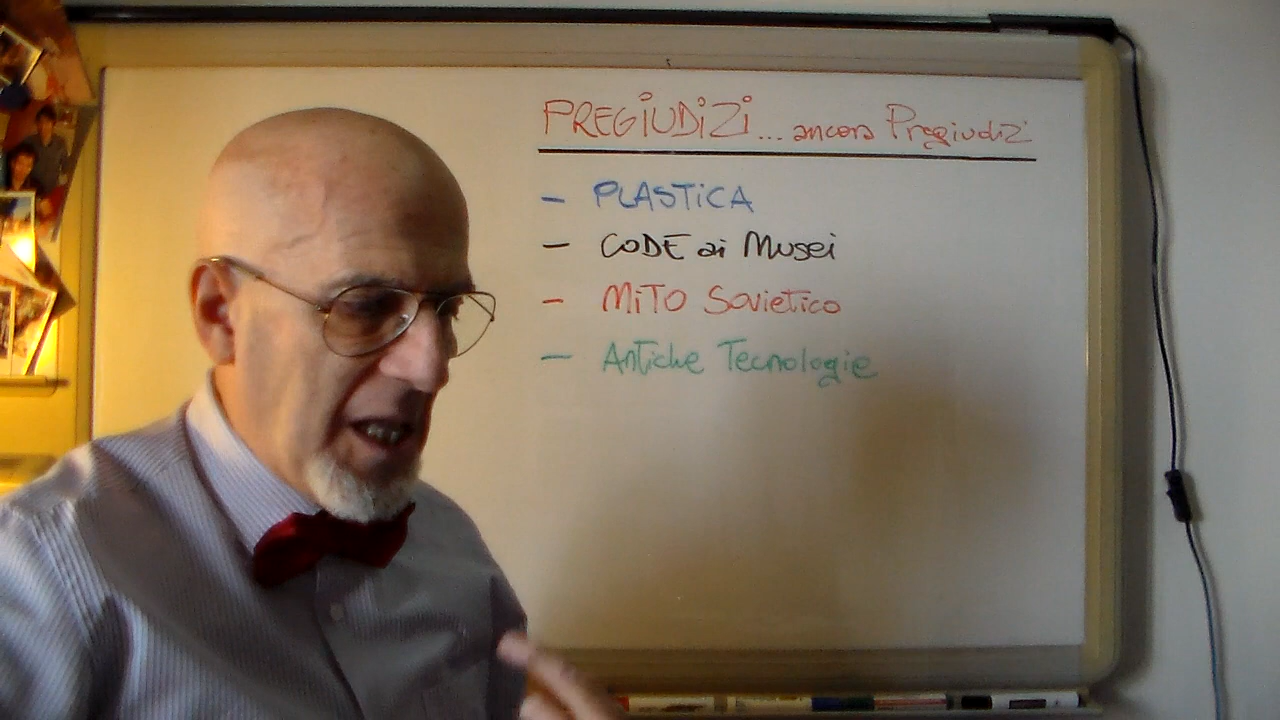 PREGiUDiZi... ancora Pregiudizi
- PLASTiCA
- CODE ai Musei
- MiTO Sovietico
- Antiche Tecnologie